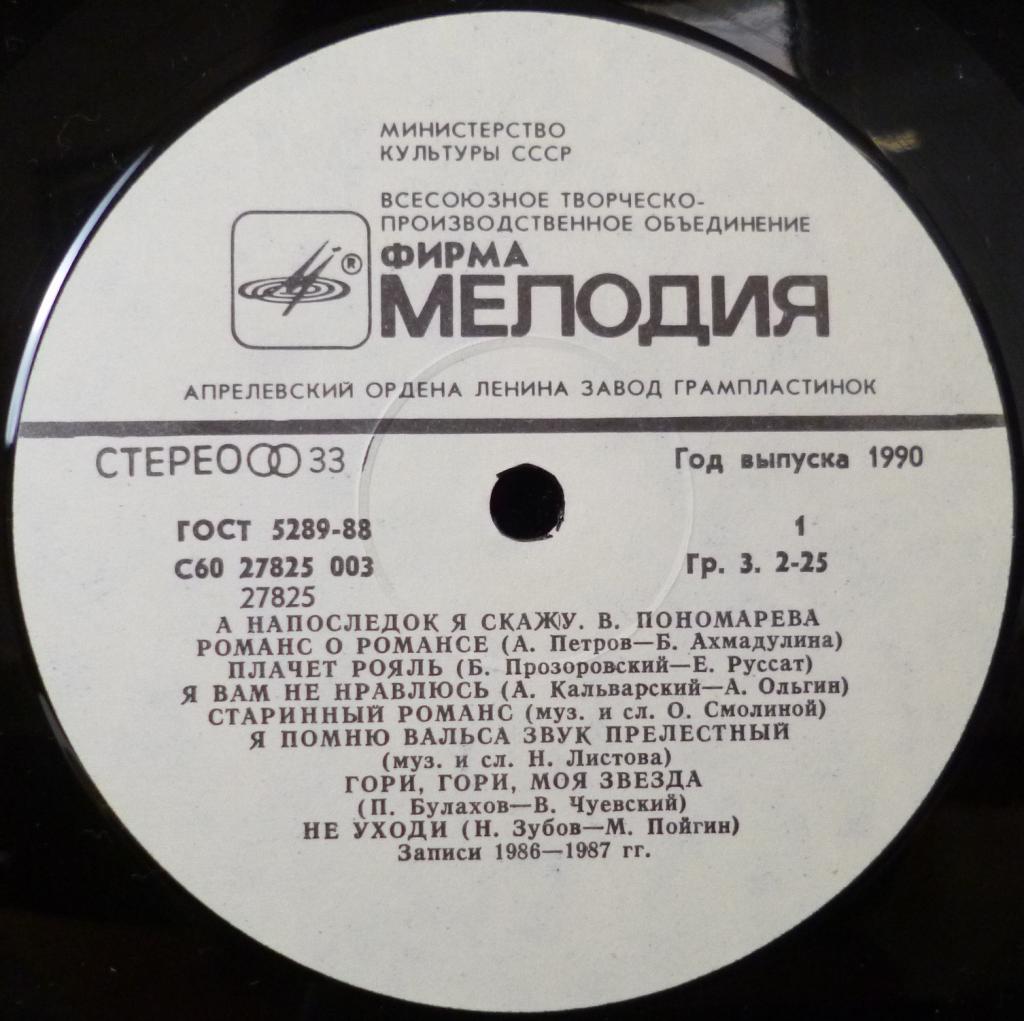 МИНИСТЕРСТВО
КУЛЬТУРЫ СССР
ВСЕСОЮЗНОЕ ТВОРЧЕСКО-
ПРОИЗВОДСТВЕННОЕ ОБЪЕДИНЕНИЕ
ФИРМА
®
МЕЛОДИЯ
АПРЕЛЕВСКИЙ ОРДЕНА ЛЕНИНА ЗАВОД ГРАМПЛАСТИНОК
СТЕРЕО 33
Год выпуска 1990
ГОСТ 5289-88
1
С60 27825 003
Гр. 3. 2-25
27825
А НАПОСЛЕДОК Я СКАЖУ. В. ПОНОМАРЕВА
РОМАНС О РОМАНСЕ (А. Петров—Б. Ахмадулина)
ПЛАЧЕТ РОЯЛЬ (Б. Прозоровский—Е. Руссат)
Я ВАМ НЕ НРАВЛЮСЬ (А. Кальварский—А. Ольгин)
СТАРИННЫЙ РОМАНС (муз. и сл. О. Смолиной)
Я ПОМНЮ ВАЛЬСА ЗВУК ПРЕЛЕСТНЫЙ
(муз. и сл. Н. Листова)
ГОРИ, ГОРИ, МОЯ ЗВЕЗДА
(П. Булахов—В. Чуевский)
НЕ УХОДИ (Н. Зубов—М. Пойгин)
Записи 1986—1987 гг.